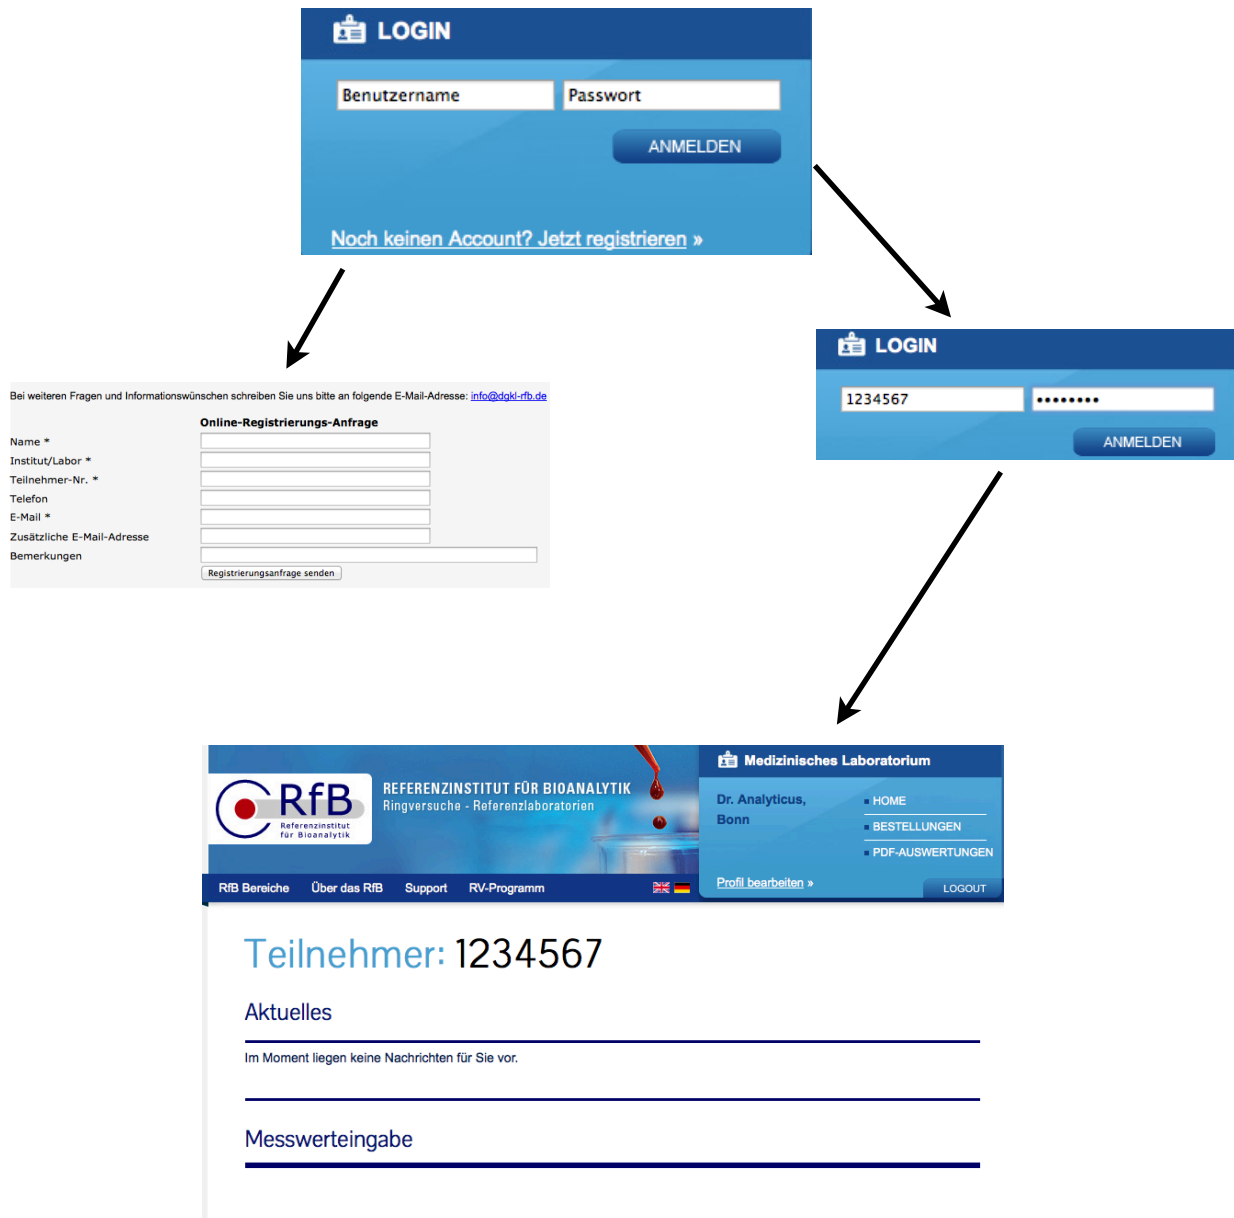 LOGIN
Benutzername Passwort
ANMELDEN
Noch keinen Account? Jetzt registrieren »
LOGIN
1234567 ••••••••
ANMELDEN
Bei weiteren Fragen und Informationswünschen schreiben Sie uns bitte an folgende E-Mail-Adresse: info@dgkl-rfb.de
Online-Registrierungs-Anfrage
Name *
Institut/Labor *
Teilnehmer-Nr. *
Telefon
E-Mail *
Zusätzliche E-Mail-Adresse
Bemerkungen
Registrierungsanfrage senden
RfB
Referenzinstitut
für Bioanalytik
REFERENZINSTITUT FÜR BIOANALYTIK
Ringversuche - Referenzlaboratorien
Medizinisches Laboratorium
Dr. Analyticus,
Bonn
HOME
BESTELLUNGEN
PDF-AUSWERTUNGEN
Profil bearbeiten »
LOGOUT
RfB Bereiche Über das RfB Support RV-Programm
Teilnehmer: 1234567
Aktuelles
Im Moment liegen keine Nachrichten für Sie vor.
Messwerteingabe